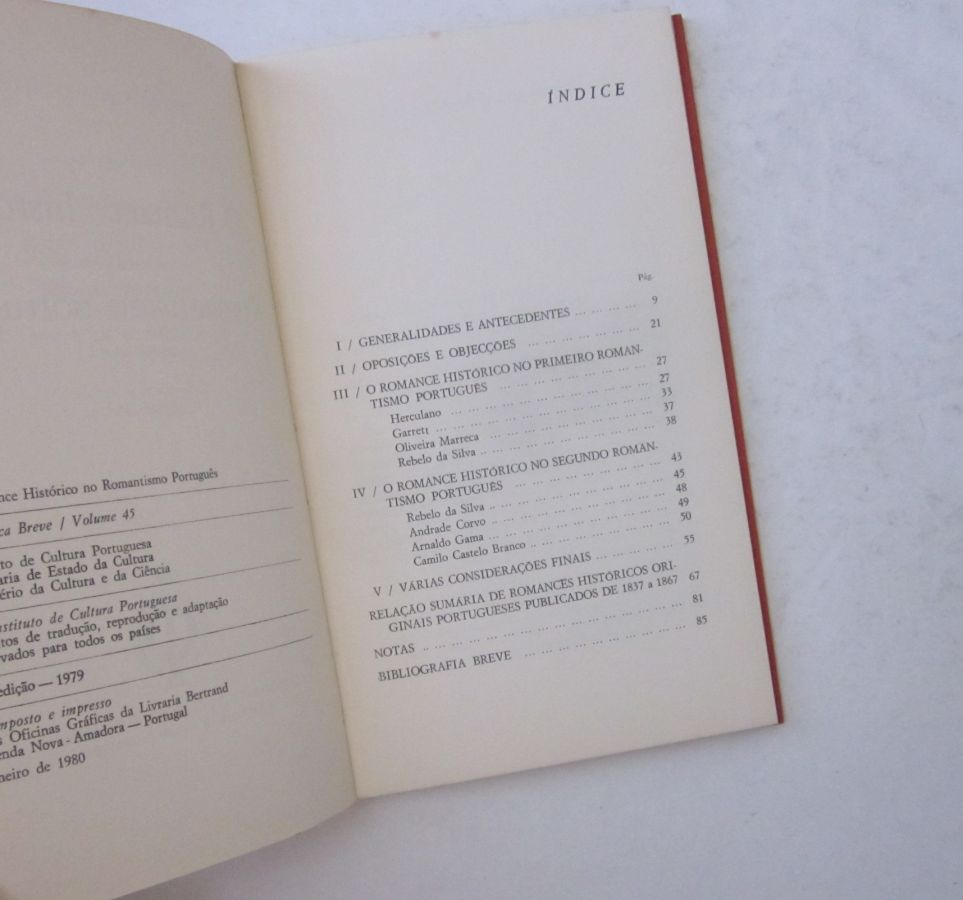 nce Histórico no Romantismo Português
ca Breve / Volume 45
to de Cultura Portuguesa
aria de Estado da Cultura
ério da Cultura e da Ciência
stituto de Cultura Portuguesa
tos de tradução, reprodução e adaptação
vados para todos os países
edição — 1979
mposto e impresso
s Oficinas Gráficas da Livraria Bertrand
enda Nova - Amadora — Portugal
neiro de 1980
ÍNDICE
Pág.
I / GENERALIDADES E ANTECEDENTES ... ... ... ... 9
II / OPOSIÇÕES E OBJECÇÕES ... ... ... ... ... ... ... 21
III / O ROMANCE HISTÓRICO NO PRIMEIRO ROMAN-
TISMO PORTUGUÊS ... ... ... ... ... ... ... ... ... 27
Herculano ... ... ... ... ... ... ... ... ... ... ... ... 27
Garrett ... ... ... ... ... ... ... ... ... ... ... ... ... 33
Oliveira Marreca ... ... ... ... ... ... ... ... ... ... 37
Rebelo da Silva .. ... ... ... ... ... ... ... ... ... ... 38
IV / O ROMANCE HISTÓRICO NO SEGUNDO ROMAN-
TISMO PORTUGUÊS ... ... ... ... ... ... ... ... ... 43
Rebelo da Silva .. ... ... ... ... ... ... ... ... ... ... 45
Andrade Corvo .. ... ... ... ... ... ... ... ... ... ... 48
Arnaldo Gama ... ... ... ... ... ... ... ... ... ... ... 49
Camilo Castelo Branco .. ... ... ... ... ... ... ... ... 50
V / VÁRIAS CONSIDERAÇÕES FINAIS ... ... ... ... ... 55
RELAÇÃO SUMÁRIA DE ROMANCES HISTÓRICOS ORI-
GINAIS PORTUGUESES PUBLICADOS DE 1837 a 1867 67
NOTAS .. ... ... ... ... ... ... ... ... ... ... ... ... ... ... ... 81
BIBLIOGRAFIA BREVE ... ... ... ... ... ... ... ... ... ... 85